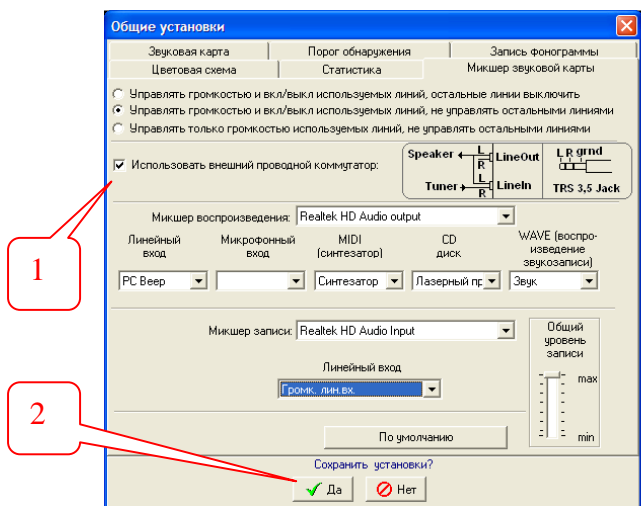 Общие установки
Звуковая карта
Порог обнаружения
Запись фонограммы
Цветовая схема
Статистика
Микшер звуковой карты
Управлять громкостью и вкл/выкл используемых линий, остальные линии выключить
Управлять громкостью и вкл/выкл используемых линий, не управлять остальными линиями
Управлять только громкостью используемых линий, не управлять остальными линиями
Использовать внешний проводной коммутатор:
Speaker
L
R
LineOut
Tuner
L
R
LineIn
L R grnd
TRS 3,5 Jack
1
Микшер воспроизведения:
Realtek HD Audio output
Линейный
вход
Микрофонный
вход
MIDI
(синтезатор)
CD
диск
WAVE (воспро-
изведение
звукозаписи)
PC Beep
Синтезатор
Лазерный пр
Звук
Микшер записи:
Realtek HD Audio Input
Общий
уровень
записи
max
min
Линейный вход
Громк. лин.вх.
2
По умолчанию
Сохранить установки?
Да
Нет